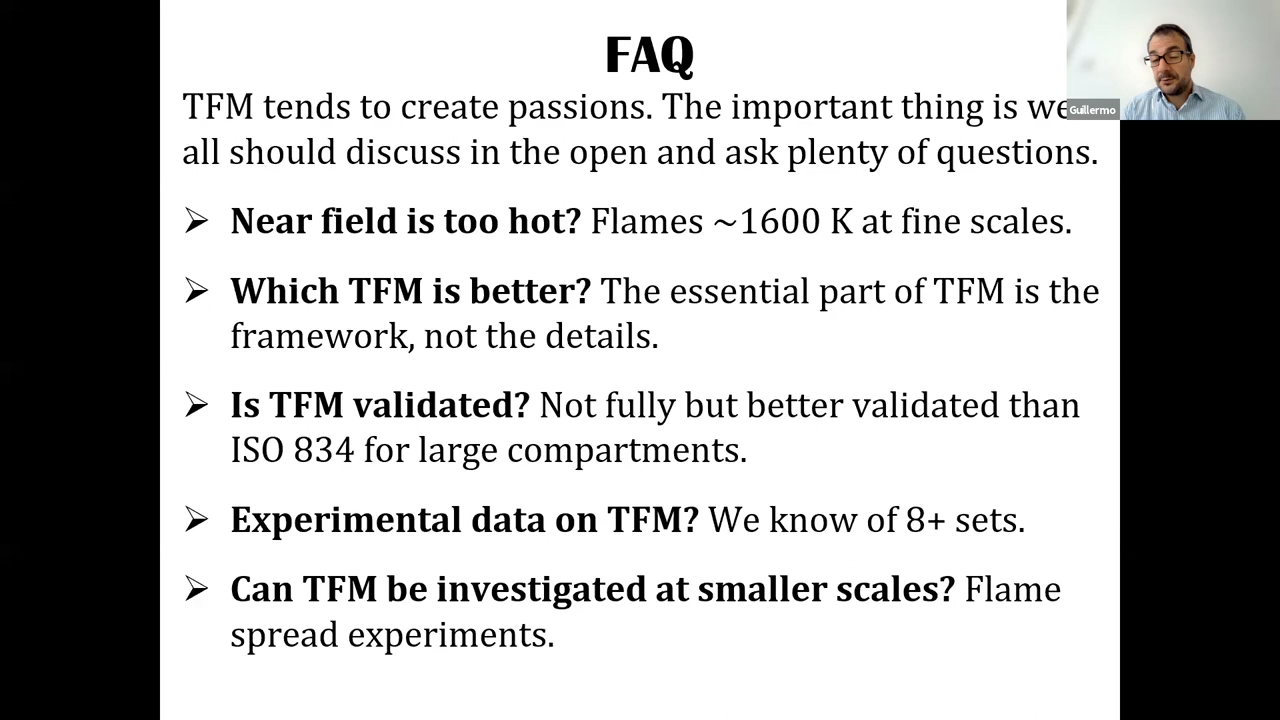 FAQ
TFM tends to create passions. The important thing is we
Guillermo
all should discuss in the open and ask plenty of questions.
➢ Near field is too hot? Flames ~1600 K at fine scales.
➢ Which TFM is better? The essential part of TFM is the
framework, not the details.
➢ Is TFM validated? Not fully but better validated than
ISO 834 for large compartments.
➢ Experimental data on TFM? We know of 8+ sets.
➢ Can TFM be investigated at smaller scales? Flame
spread experiments.